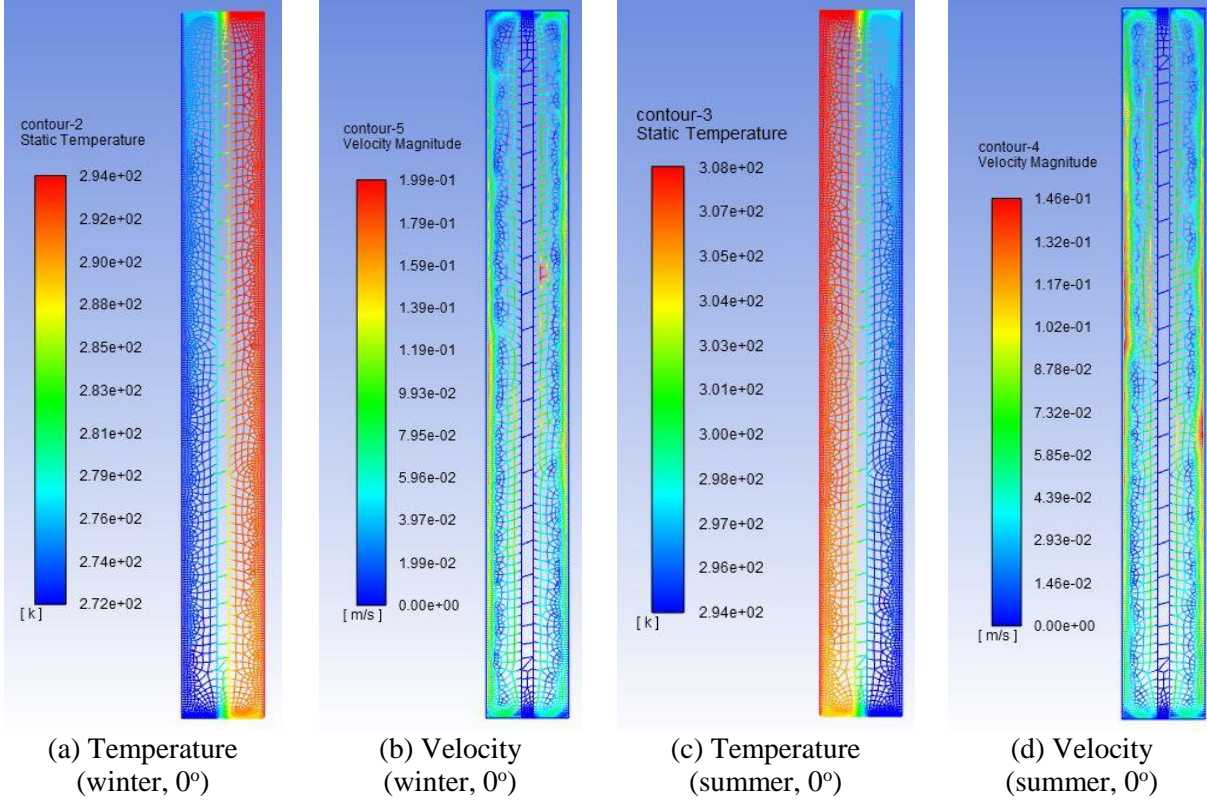 contour-2
Static Temperature
2.94e+02
2.92e+02
2.90e+02
2.88e+02
2.85e+02
2.83e+02
2.81e+02
2.79e+02
2.76e+02
2.74e+02
2.72e+02
[ k ]
(a) Temperature
(winter, 0°)
contour-5
Velocity Magnitude
1.99e-01
1.79e-01
1.59e-01
1.39e-01
1.19e-01
9.93e-02
7.95e-02
5.96e-02
3.97e-02
1.99e-02
0.00e+00
[ m/s ]
(b) Velocity
(winter, 0°)
contour-3
Static Temperature
3.08e+02
3.07e+02
3.05e+02
3.04e+02
3.03e+02
3.01e+02
3.00e+02
2.98e+02
2.97e+02
2.96e+02
2.94e+02
[ k ]
(c) Temperature
(summer, 0°)
contour-4
Velocity Magnitude
1.46e-01
1.32e-01
1.17e-01
1.02e-01
8.78e-02
7.32e-02
5.85e-02
4.39e-02
2.93e-02
1.46e-02
0.00e+00
[ m/s ]
(d) Velocity
(summer, 0°)